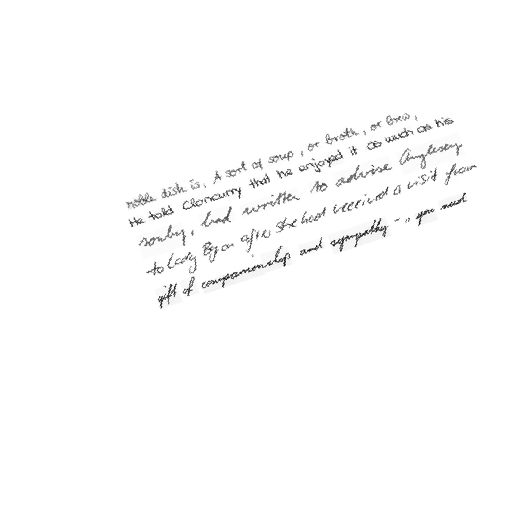 noble dish is, A sort of soup, or broth, or brew,
He told Cloncurry that he enjoyed it as much as his
sonby, had written to advise Anglesey
to Lady Byron after she had received a visit from
gift of companionship and sympathy - " you need